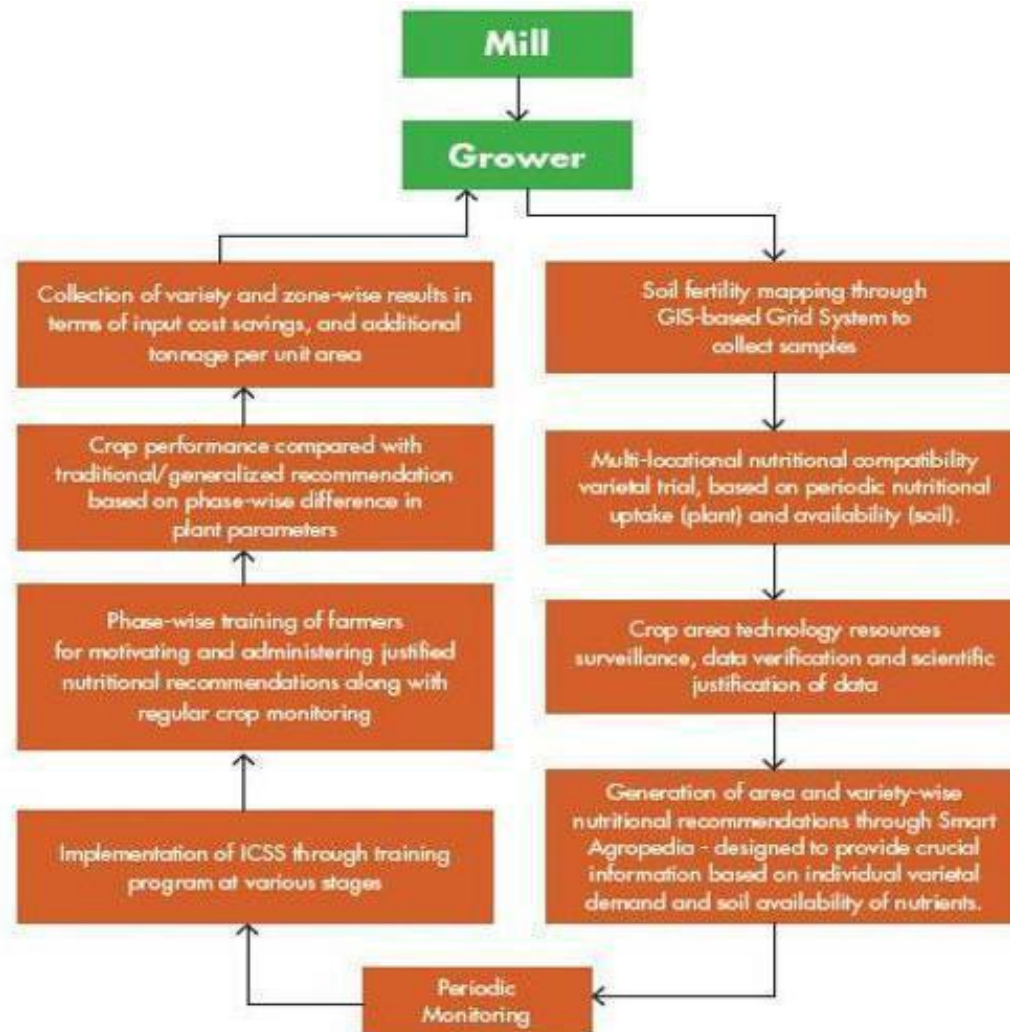 Mill
Grower
Soil fertility mapping through
GIS-based Grid System to
collect samples
Multi-locational nutritional compatibility
varietal trial, based on periodic nutritional
uptake (plant) and availability (soil).
Crop area technology resources
surveillance, data verification and scientific
justification of data
Generation of area and variety-wise
nutritional recommendations through Smart
Agropedia - designed to provide crucial
information based on individual varietal
demand and soil availability of nutrients.
Periodic
Monitoring
Implementation of ICSS through training
program at various stages
Phase-wise training of farmers
for motivating and administering justified
nutritional recommendations along with
regular crop monitoring
Crop performance compared with
traditional/generalized recommendation
based on phase-wise difference in
plant parameters
Collection of variety and zone-wise results in
terms of input cost savings, and additional
tonnage per unit area